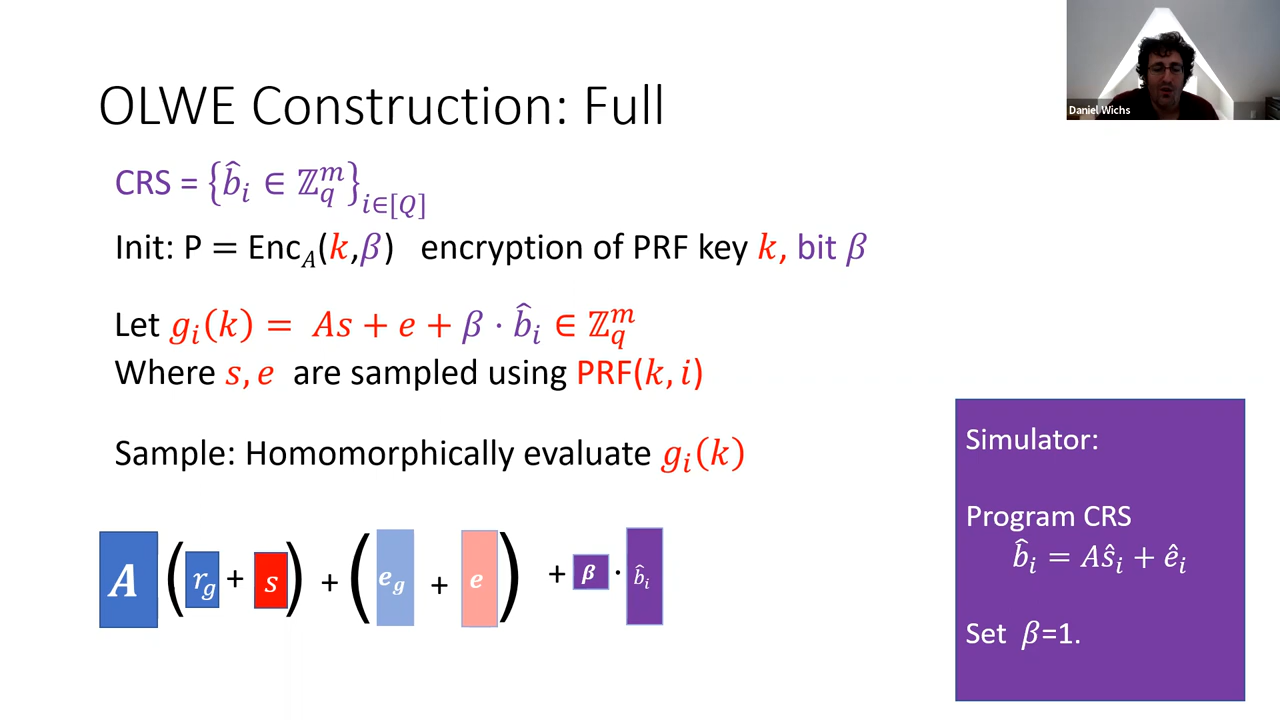 Daniel Wichs
OLWE Construction: Full
CRS = {b̂ᵢ ∈ ℤ_q^m}_{i∈[Q]}
Init: P = Enc_A(k,β) encryption of PRF key k, bit β
Let gᵢ(k) = As + e + β · b̂ᵢ ∈ ℤ_q^m
Where s, e are sampled using PRF(k, i)
Sample: Homomorphically evaluate gᵢ(k)
A (r_g + s) + (e_g + e) + β · b̂ᵢ
Simulator:
Program CRS
b̂ᵢ = Aŝᵢ + êᵢ
Set β=1.